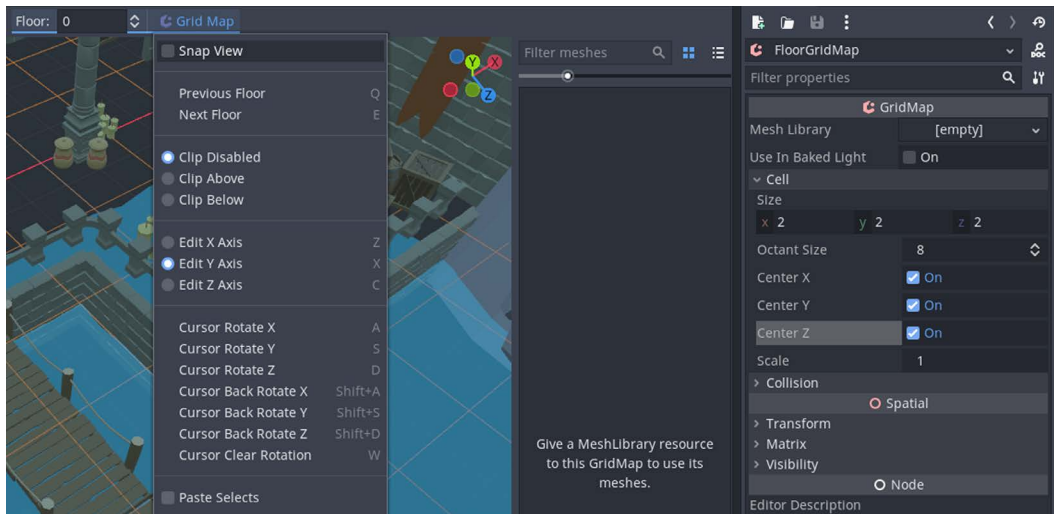 Floor: 0 Grid Map
Snap View
Previous Floor Q
Next Floor E
Clip Disabled
Clip Above
Clip Below
Edit X Axis Z
Edit Y Axis X
Edit Z Axis C
Cursor Rotate X A
Cursor Rotate Y S
Cursor Rotate Z D
Cursor Back Rotate X Shift+A
Cursor Back Rotate Y Shift+S
Cursor Back Rotate Z Shift+D
Cursor Clear Rotation W
Paste Selects
Y X
Z
Filter meshes
Give a MeshLibrary resource
to this GridMap to use its
meshes.
FloorGridMap
DOC
Filter properties
GridMap
Mesh Library [empty]
Use In Baked Light On
Cell
Size
x 2 y 2 z 2
Octant Size 8
Center X On
Center Y On
Center Z On
Scale 1
Collision
Spatial
Transform
Matrix
Visibility
Node
Editor Description